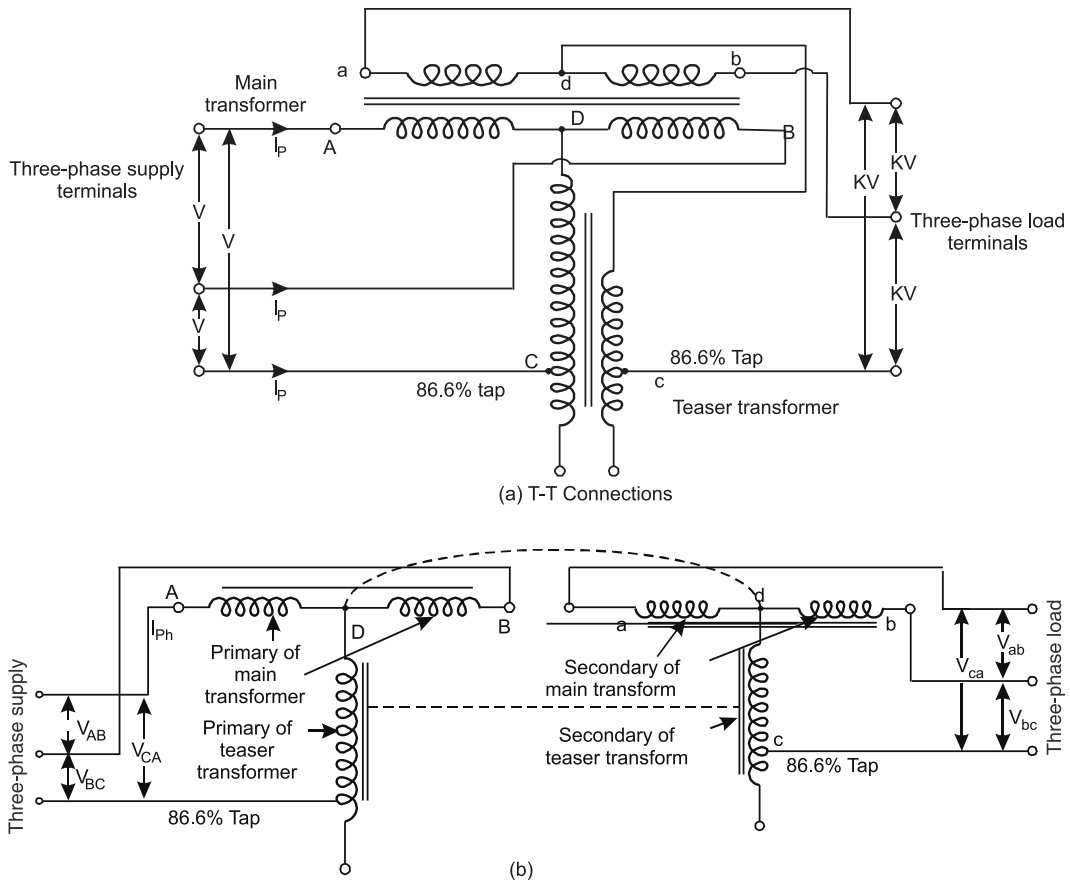 a
d
b
Main
transformer
D
B
A
I_P
Three-phase supply
terminals
V
V
V
KV
KV
KV
Three-phase load
terminals
I_P
C
86.6% tap
I_P
86.6% Tap
c
Teaser transformer
(a) T-T Connections
A
D
B
I_Ph
Primary of
main
transformer
Primary of
teaser
transformer
Three-phase supply
V_AB
V_BC
V_CA
86.6% Tap
a
d
b
Secondary of
main transform
Secondary of
teaser transform
c
86.6% Tap
V_ca
V_ab
V_bc
Three-phase load
(b)